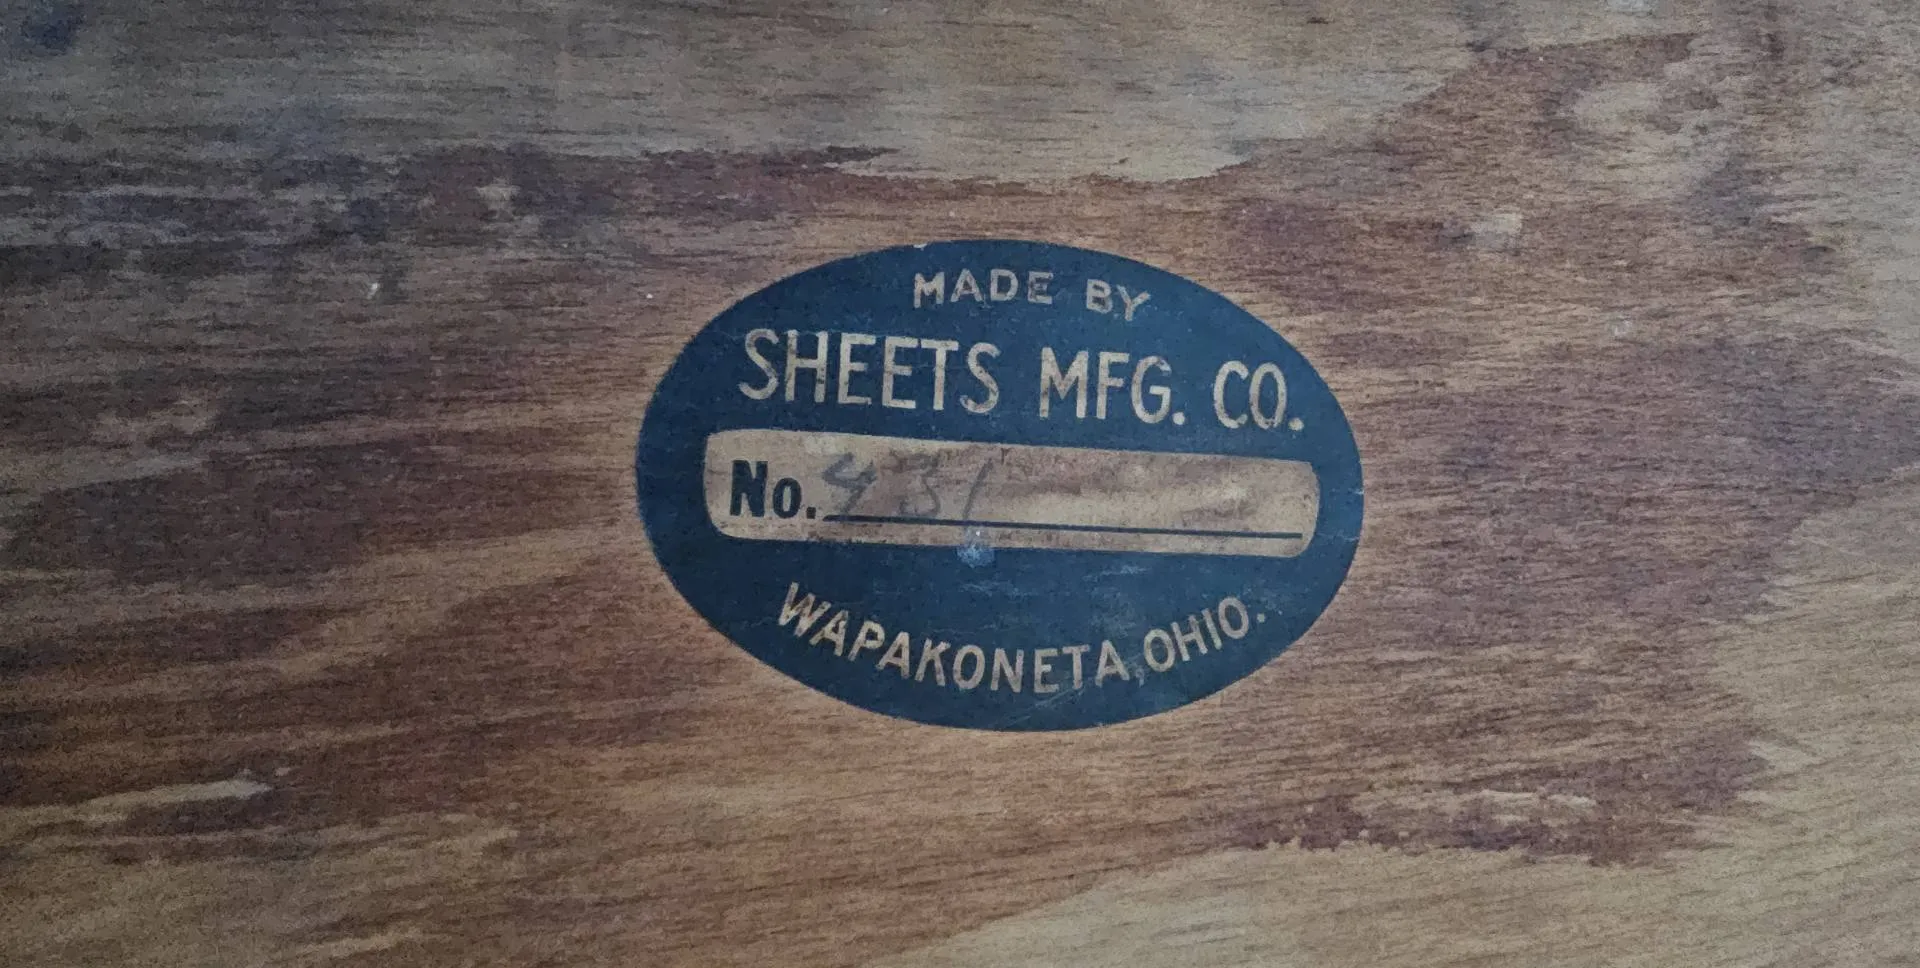 MADE BY
SHEETS MFG. CO.
No. 431
WAPAKONETA, OHIO.